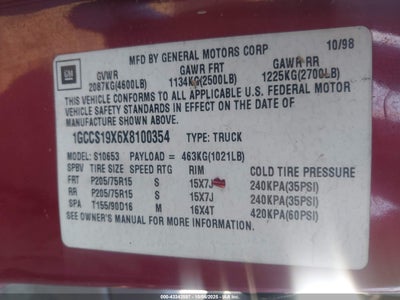 MFD BY GENERAL MOTORS CORP 10/98
GM
GVWR GAWR FRT GAWR RR
2087KG(4600LB) 1134KG(2500LB) 1225KG(2700LB)
THIS VEHICLE CONFORMS TO ALL APPLICABLE U.S. FEDERAL MOTOR
VEHICLE SAFETY STANDARDS IN EFFECT ON THE DATE OF
MANUFACTURE SHOWN ABOVE.
1GCCS19X6X8100354 TYPE: TRUCK
MODEL: S10653 PAYLOAD = 463KG(1021LB)
SPBV TIRE SIZE SPEED RTG RIM COLD TIRE PRESSURE
FRT P205/75R15 S 15X7J 240KPA(35PSI)
RR P205/75R15 S 15X7J 240KPA(35PSI)
SPA T155/90D16 M 16X4T 420KPA(60PSI)
SEE OWNER'S MANUAL FOR ADDITIONAL INFORMATION.